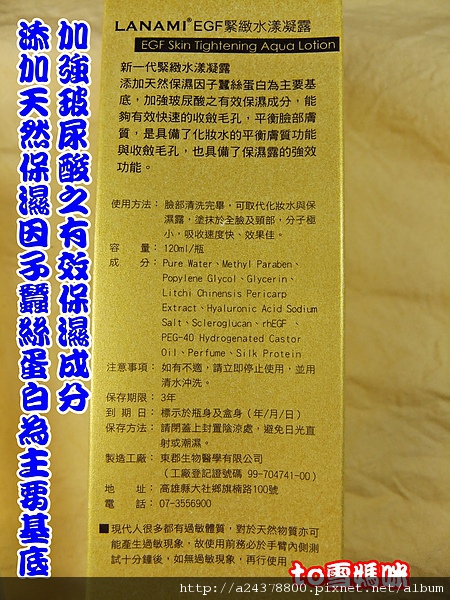 加強玻尿酸之有效保濕成分
添加天然保濕因子蠶絲蛋白為主要基底
LANAMI®EGF緊緻水漾凝露
EGF Skin Tightening Aqua Lotion
新一代緊緻水漾凝露
添加天然保濕因子蠶絲蛋白為主要基
底，加強玻尿酸之有效保濕成分，能
夠有效快速的收斂毛孔，平衡臉部膚
質，是具備了化妝水的平衡膚質功能
與收斂毛孔，也具備了保濕露的強效
功能。
使用方法：臉部清洗完畢，可取代化妝水與保
濕露，塗抹於全臉及頸部，分子極
小，吸收速度快、效果佳。
容　　量：120ml/瓶
成　　分：Pure Water、Methyl Paraben、
Popylene Glycol、Glycerin、
Litchi Chinensis Pericarp
Extract、Hyaluronic Acid Sodium
Salt、Scleroglucan、rhEGF、
PEG-40 Hydrogenated Castor
Oil、Perfume、Silk Protein
注意事項：如有不適，請立即停止使用，並用
清水沖洗。
保存期限：3年
到 期 日：標示於瓶身及盒身（年/月/日）
保存方法：請閉蓋上封置陰涼處，避免日光直
射或潮濕。
製造工廠：東郡生物醫學有限公司
（工廠登記證號碼 99-704741-00）
地　　址：高雄縣大社鄉旗楠路100號
電　　話：07-3556900
■現代人很多都有過敏體質，對於天然物質亦可
能產生過敏現象，故使用前務必於手臂內側測
試十分鐘後，如無過敏現象，再行使用
to雪媽咪
http://a24378800.pixnet.net/album